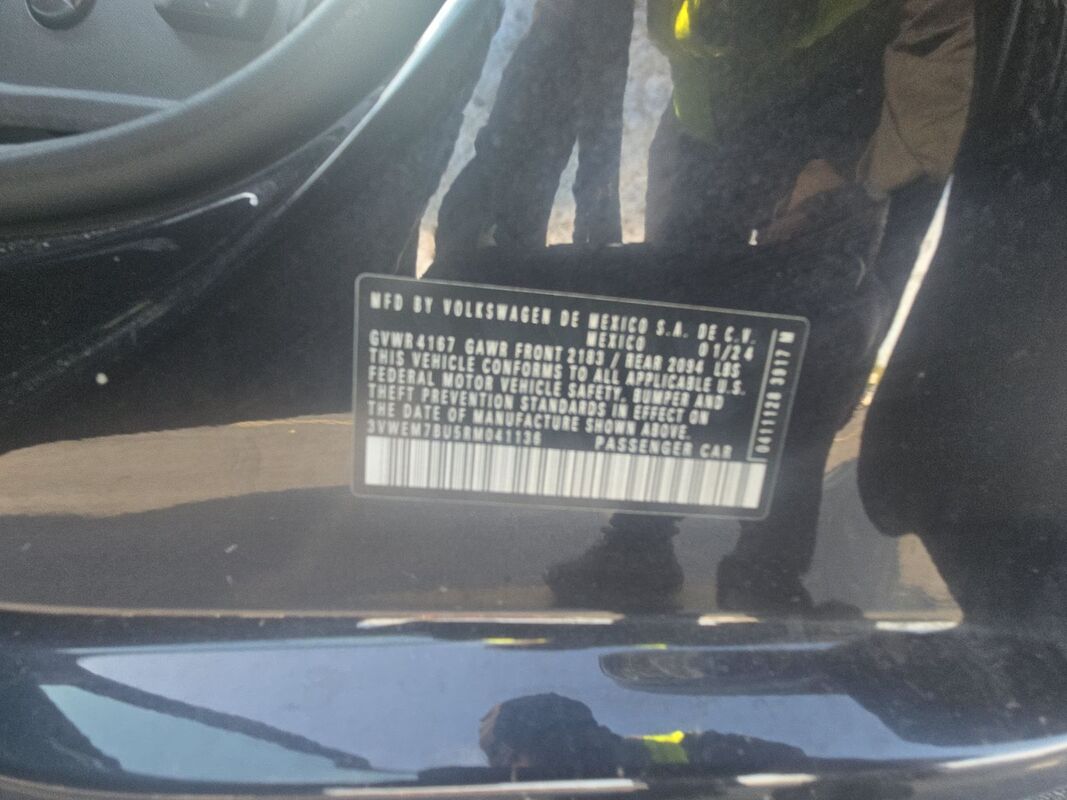 MFD BY VOLKSWAGEN DE MEXICO S.A. DE C.V.
MEXICO 01/24
GVWR 4167 GAWR FRONT 2183 / REAR 2094 LBS
THIS VEHICLE CONFORMS TO ALL APPLICABLE U.S.
FEDERAL MOTOR VEHICLE SAFETY, BUMPER AND
THEFT PREVENTION STANDARDS IN EFFECT ON
THE DATE OF MANUFACTURE SHOWN ABOVE.
3VWEM7BU5RM041136 PASSENGER CAR
0411128 3017 M